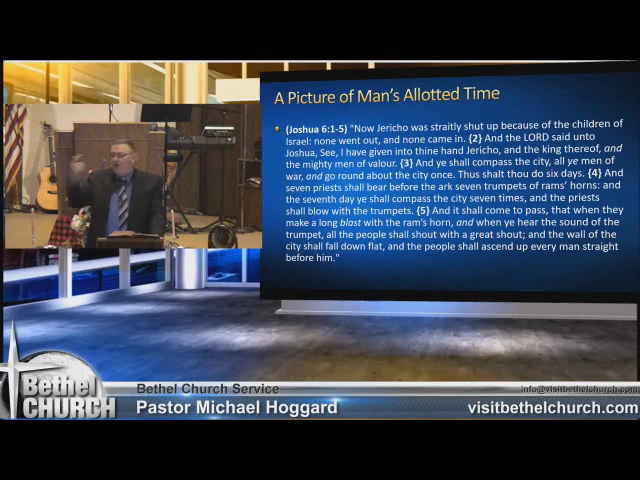 A Picture of Man's Allotted Time
(Joshua 6:1-5) "Now Jericho was straitly shut up because of the children of
Israel: none went out, and none came in. {2} And the LORD said unto
Joshua, See, I have given into thine hand Jericho, and the king thereof, and
the mighty men of valour. {3} And ye shall compass the city, all ye men of
war, and go round about the city once. Thus shalt thou do six days. {4} And
seven priests shall bear before the ark seven trumpets of rams' horns: and
the seventh day ye shall compass the city seven times, and the priests
shall blow with the trumpets. {5} And it shall come to pass, that when they
make a long blast with the ram's horn, and when ye hear the sound of the
trumpet, all the people shall shout with a great shout; and the wall of the
city shall fall down flat, and the people shall ascend up every man straight
before him."
Bethel
CHURCH
Bethel Church Service
info@visitbethelchurch.com
Pastor Michael Hoggard
visitbethelchurch.com